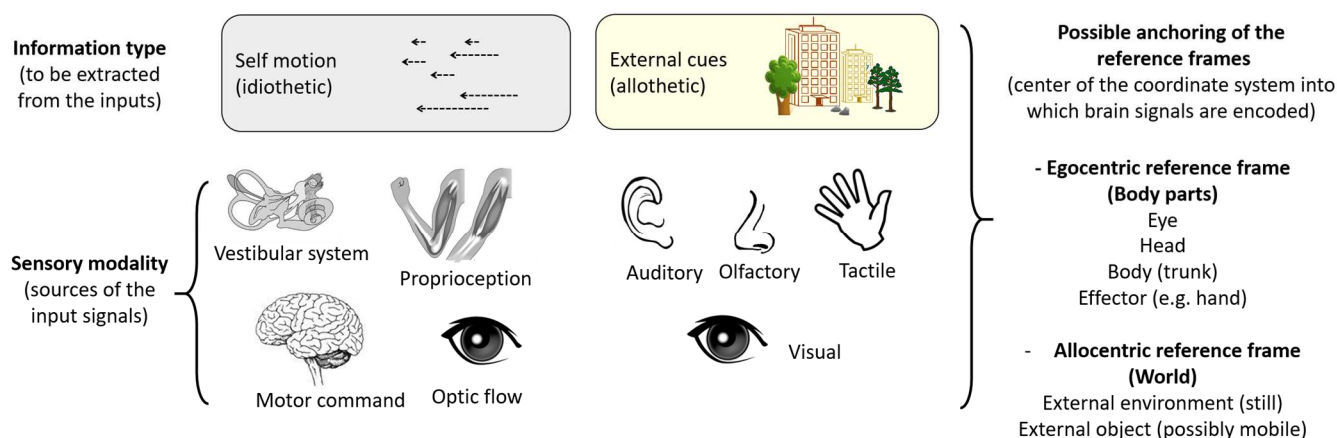 Information type
(to be extracted
from the inputs)
Self motion
(idiothetic)
External cues
(allothetic)
Possible anchoring of the
reference frames
(center of the coordinate system into
which brain signals are encoded)
Sensory modality
(sources of the
input signals)
Vestibular system
Proprioception
Motor command
Optic flow
Auditory
Olfactory
Tactile
Visual
- Egocentric reference frame
(Body parts)
Eye
Head
Body (trunk)
Effector (e.g. hand)
- Allocentric reference frame
(World)
External environment (still)
External object (possibly mobile)